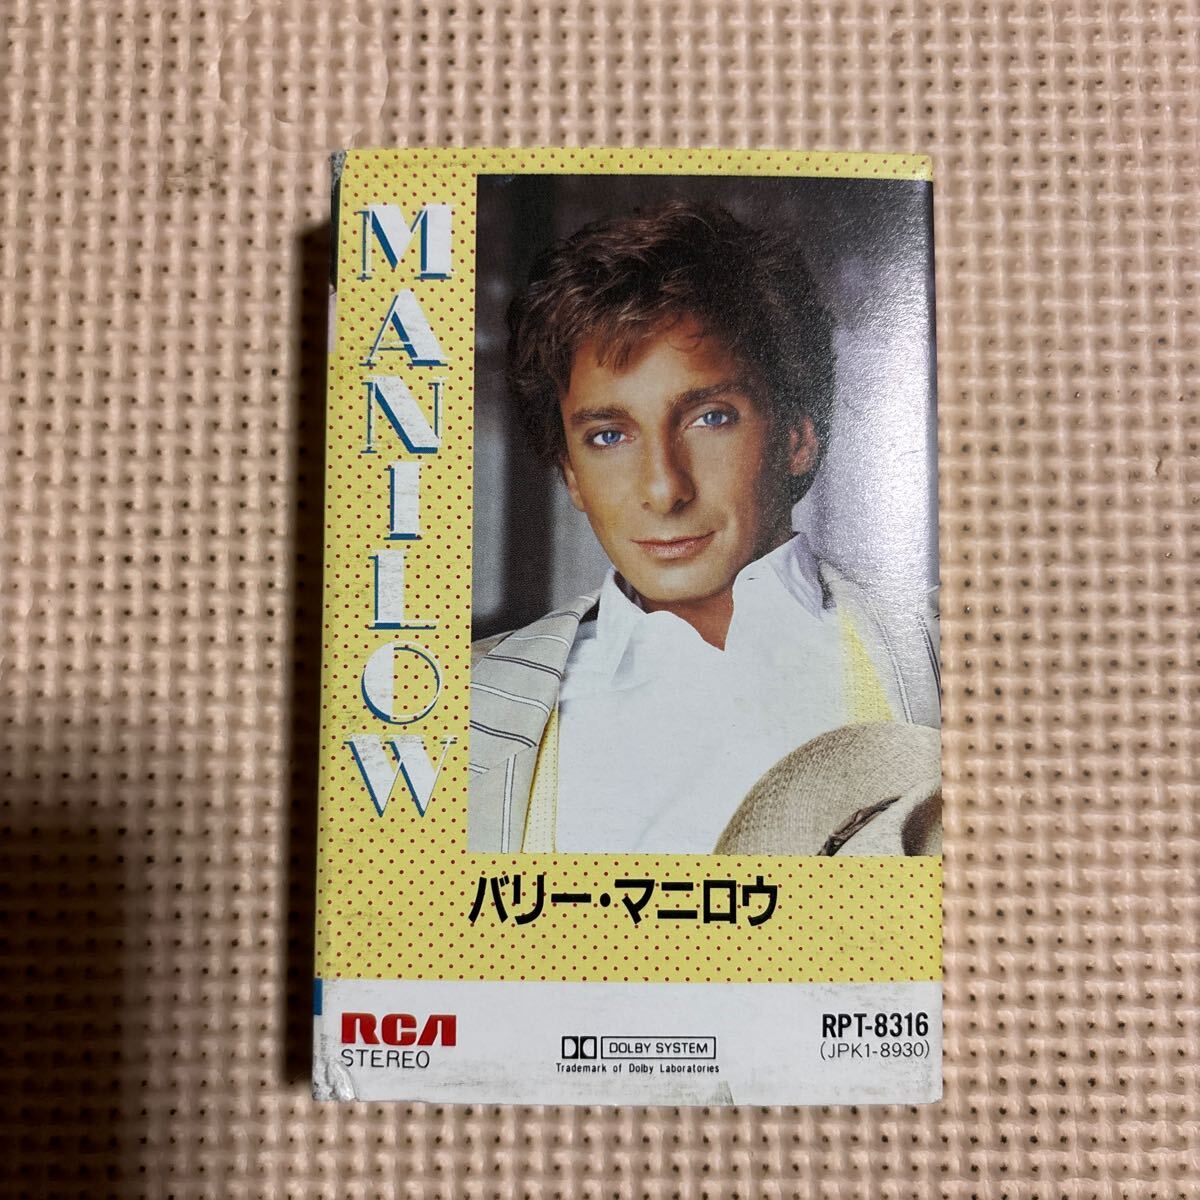 MANILOW
バリー・マニロウ
RCA
STEREO
DOLBY SYSTEM
Trademark of Dolby Laboratories
RPT-8316
(JPK1-8930)